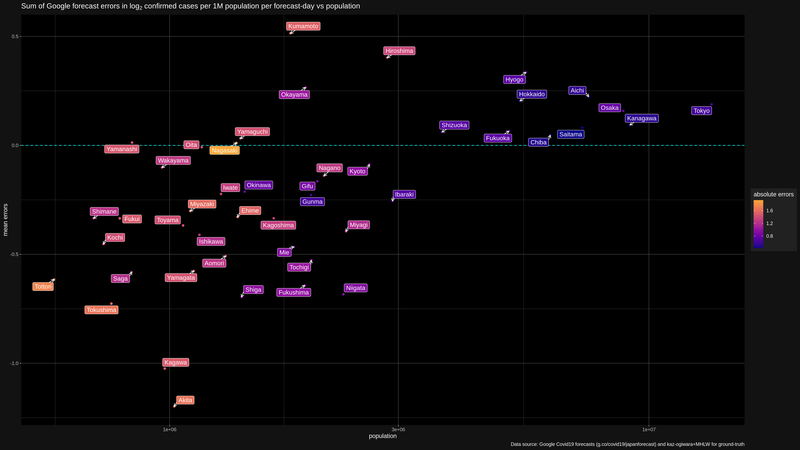 Sum of Google forecast errors in log2 confirmed cases per 1M population per forecast-day vs population
Kumamoto
0.5
Hiroshima
Hyogo
Okayama
Hokkaido
Aichi
Osaka
Tokyo
Kanagawa
Shizuoka
Yamaguchi
Saitama
Fukuoka
Chiba
0.0
Oita
Yamanashi
Nagasaki
Wakayama
Nagano
Kyoto
absolute errors
Iwate
Okinawa
Gifu
Ibaraki
Gunma
Miyazaki
1.6
Shimane
Ehime
1.2
Fukui
Toyama
Kagoshima
Miyagi
0.8
mean errors
Kochi
Ishikawa
-0.5
Mie
Aomori
Tochigi
Saga
Yamagata
Tottori
Shiga
Fukushima
Niigata
Tokushima
-1.0
Kagawa
Akita
1e+06
3e+06
1e+07
population
Data source: Google Covid19 forecasts (g.co/covid19/japanforecast) and kaz-ogiwara+MHLW for ground-truth